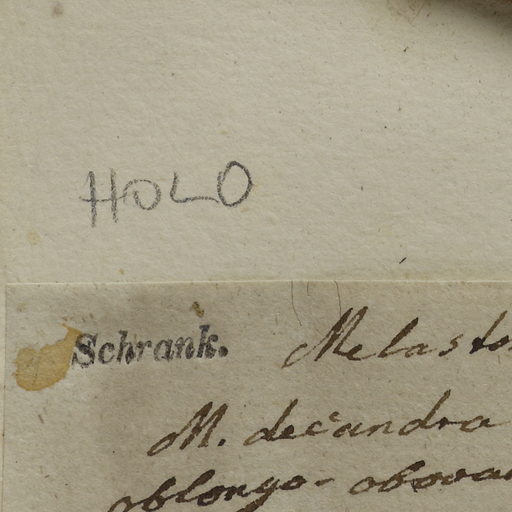 HOLO
Schrank. Melasto
M. decandra
oblongo-obova